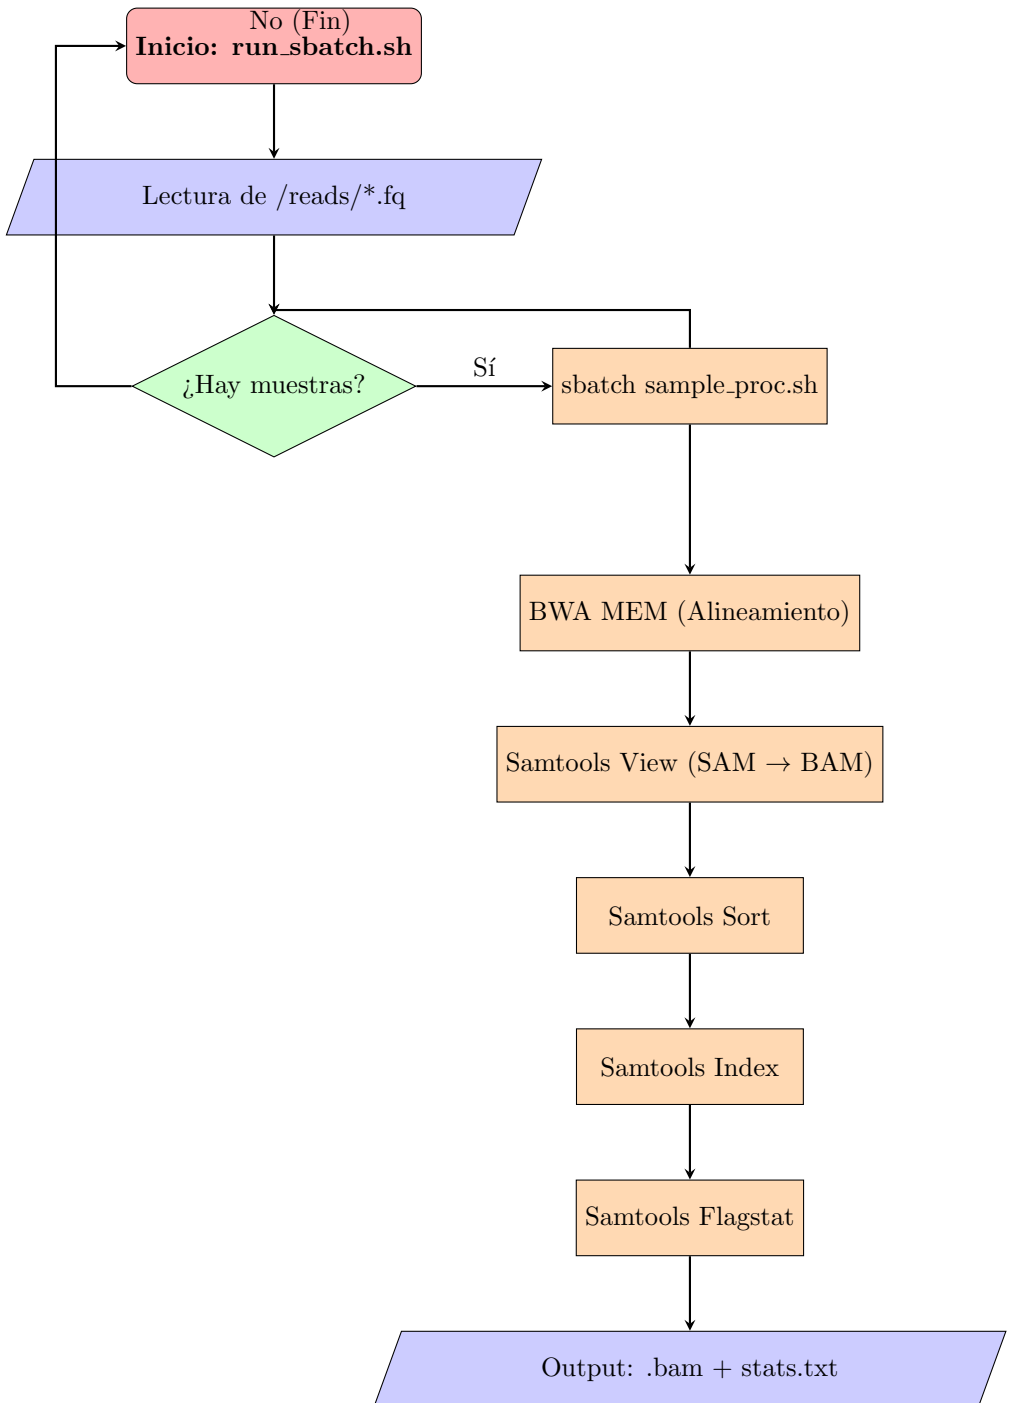 No (Fin)
Inicio: run_sbatch.sh
Lectura de /reads/*.fq
¿Hay muestras?
Sí
sbatch sample_proc.sh
BWA MEM (Alineamiento)
Samtools View (SAM → BAM)
Samtools Sort
Samtools Index
Samtools Flagstat
Output: .bam + stats.txt